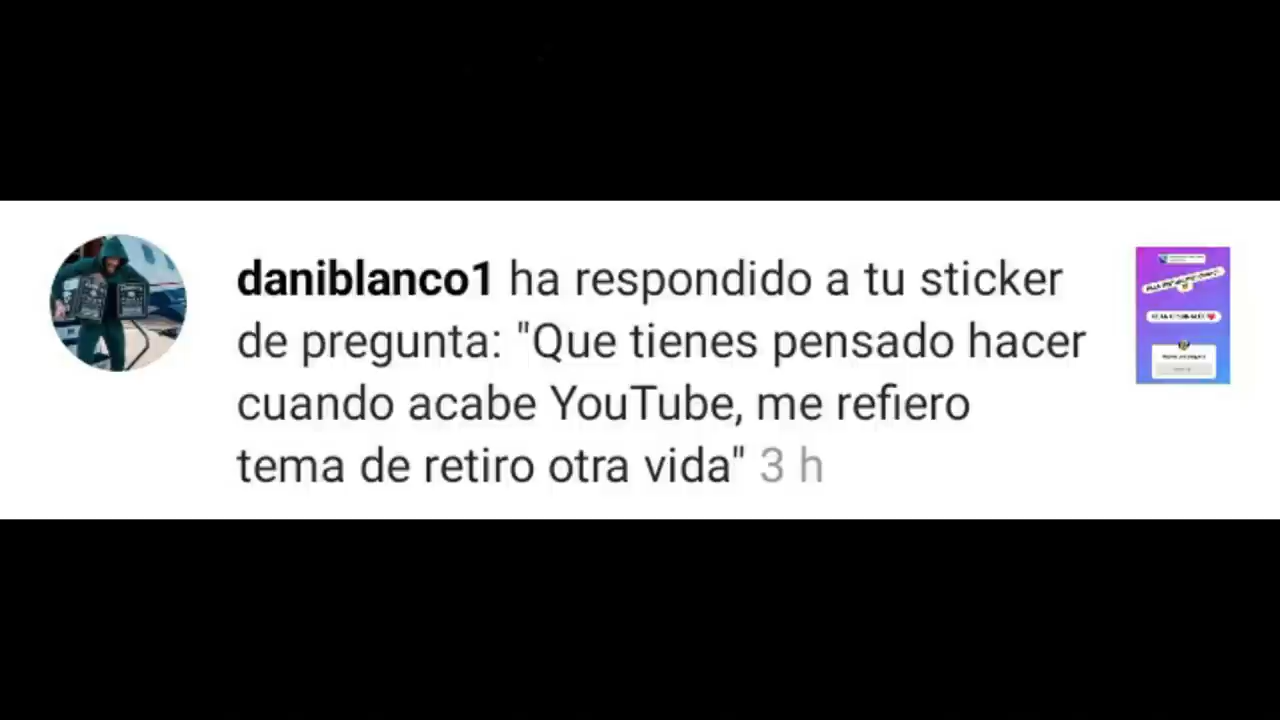 daniblanco1 ha respondido a tu sticker
de pregunta: "Que tienes pensado hacer
cuando acabe YouTube, me refiero
tema de retiro otra vida" 3 h